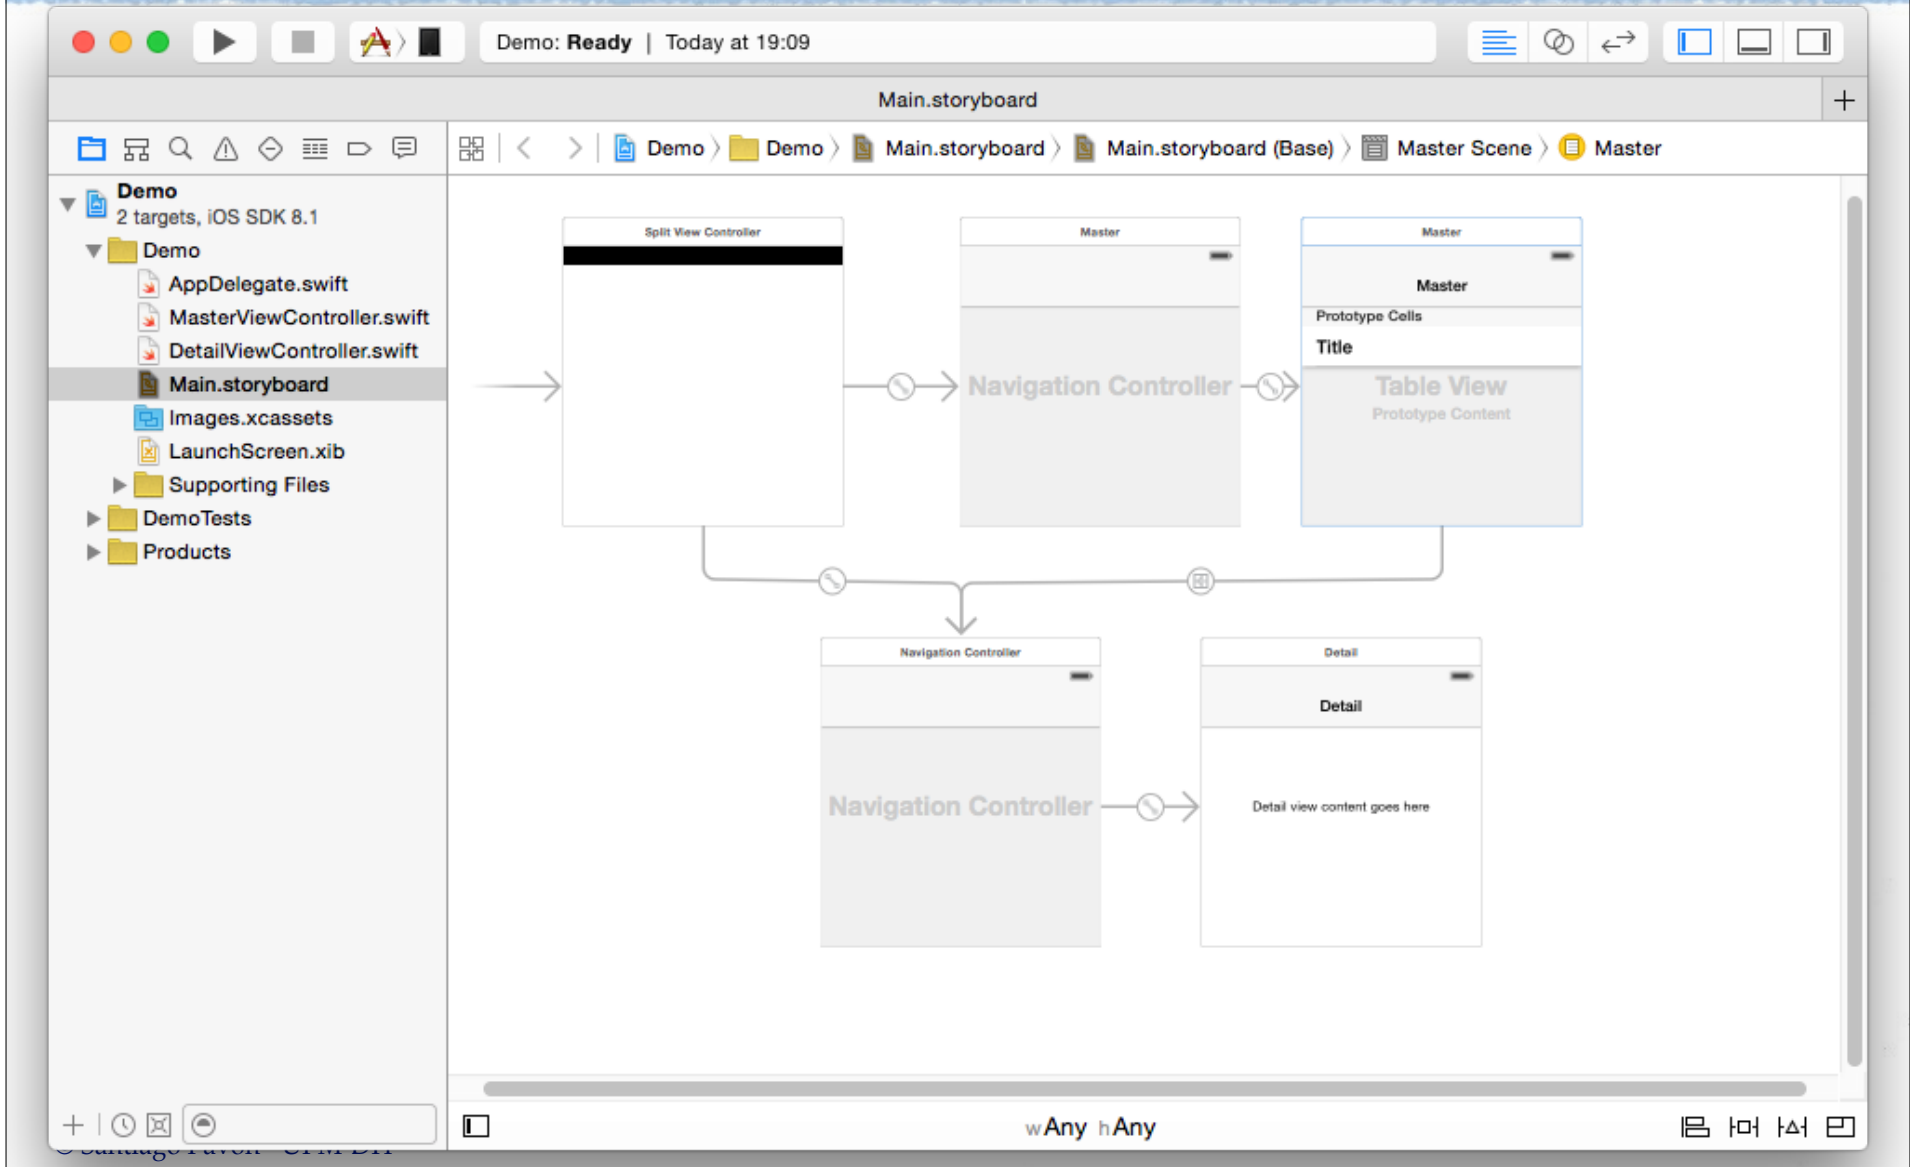 Demo: Ready | Today at 19:09
Main.storyboard
Demo Demo Main.storyboard Main.storyboard (Base) Master Scene Master
Demo
2 targets, iOS SDK 8.1
Demo
AppDelegate.swift
MasterViewController.swift
DetailViewController.swift
Main.storyboard
Images.xcassets
LaunchScreen.xib
Supporting Files
DemoTests
Products
Split View Controller
Master
Navigation Controller
Master
Master
Prototype Cells
Title
Table View
Prototype Content
Navigation Controller
Navigation Controller
Detail
Detail
Detail view content goes here
wAny hAny